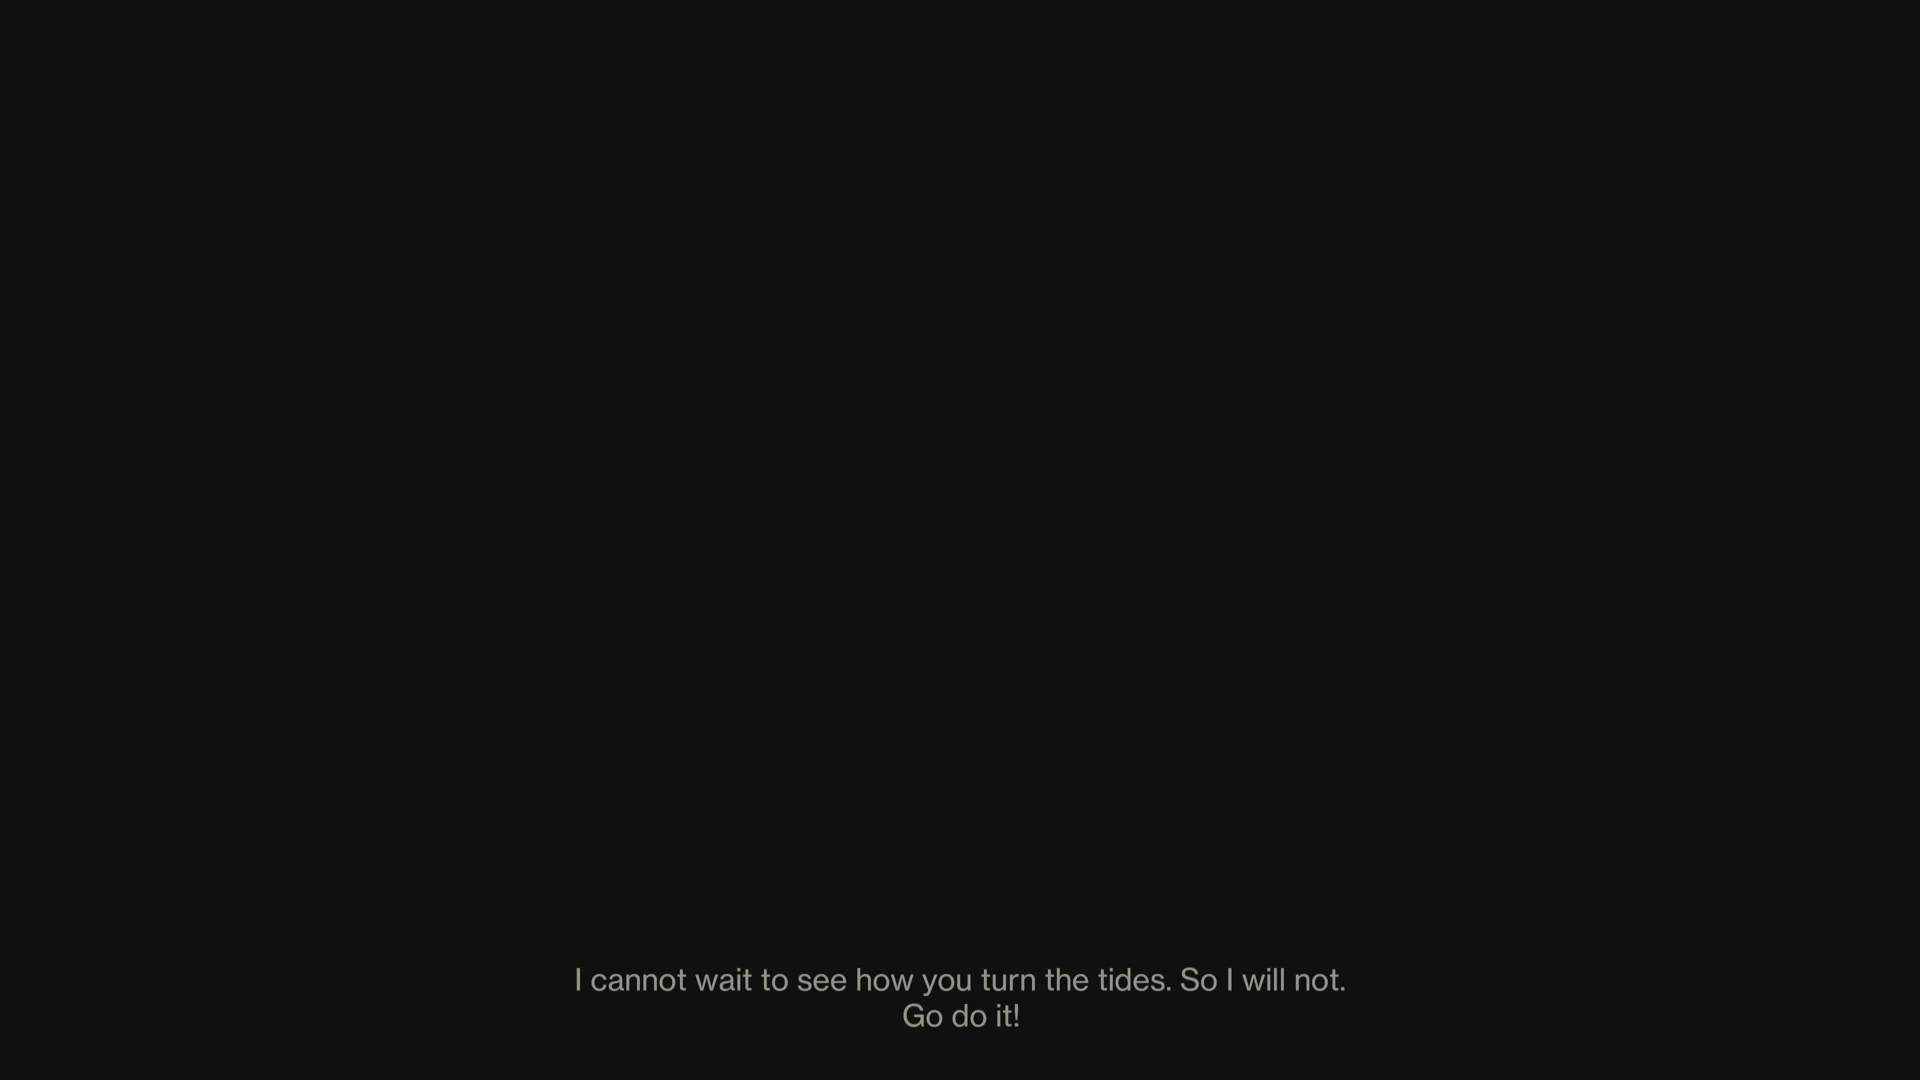 I cannot wait to see how you turn the tides. So I will not.
Go do it!